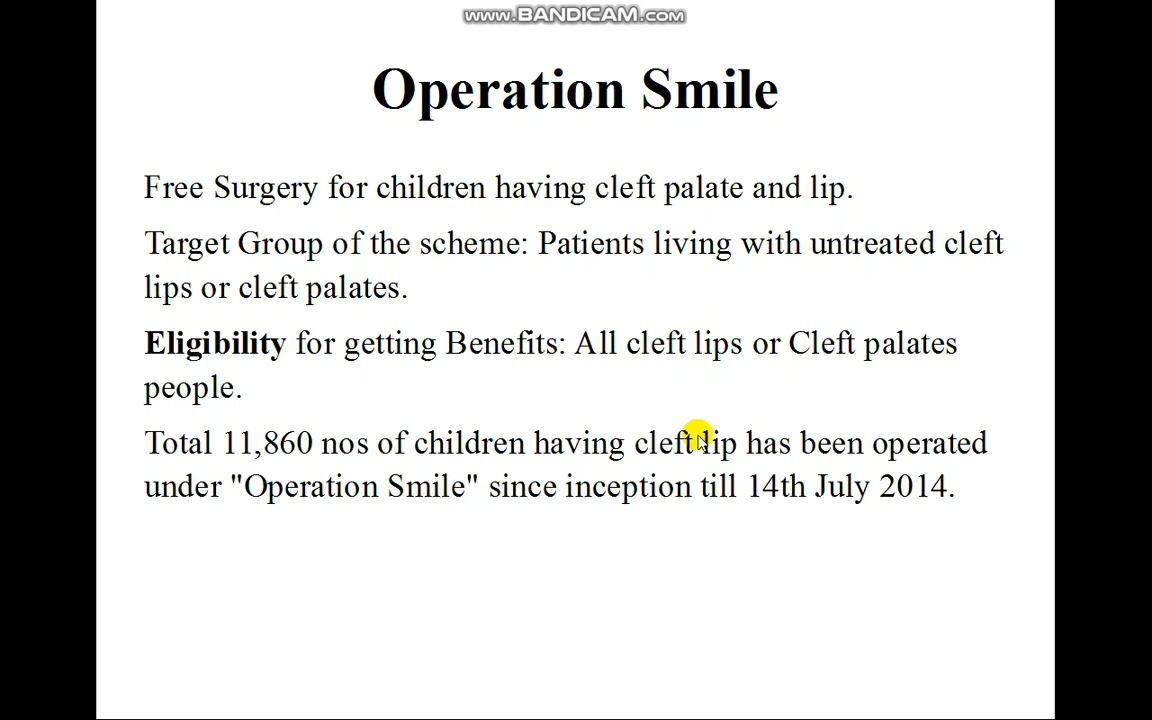 www.BANDICAM.com
Operation Smile
Free Surgery for children having cleft palate and lip.
Target Group of the scheme: Patients living with untreated cleft
lips or cleft palates.
Eligibility for getting Benefits: All cleft lips or Cleft palates
people.
Total 11,860 nos of children having cleft lip has been operated
under "Operation Smile" since inception till 14th July 2014.